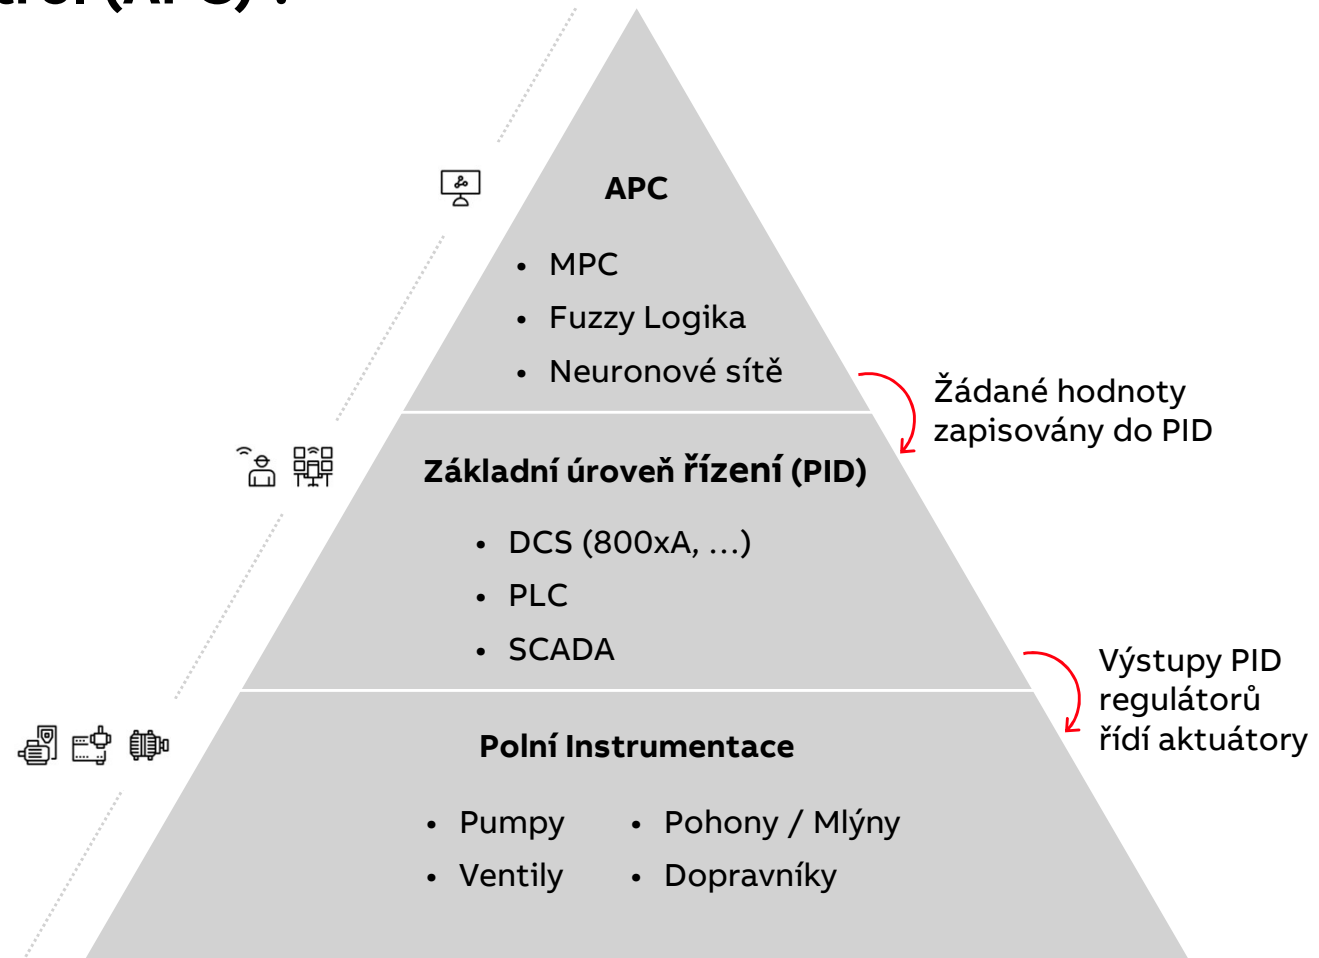 (APC) ?
APC
• MPC
• Fuzzy Logika
• Neuronové sítě
Žádané hodnoty
zapisovány do PID
Základní úroveň řízení (PID)
• DCS (800xA, ...)
• PLC
• SCADA
Výstupy PID
regulátorů
řídí aktuátory
Polní Instrumentace
• Pumpy
• Pohony / Mlýny
• Ventily
• Dopravníky